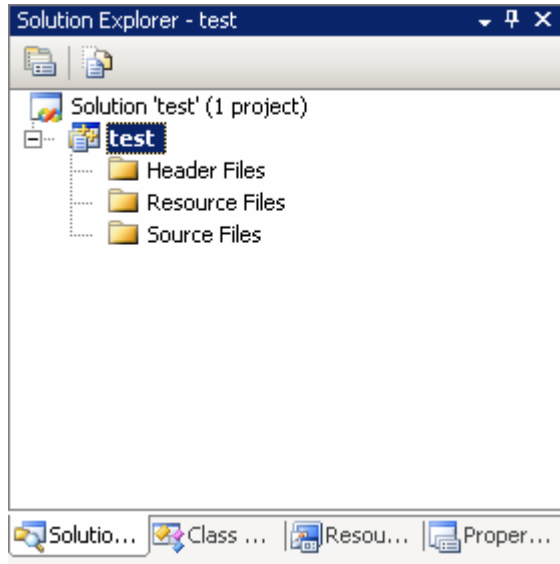 Solution Explorer - test
Solution 'test' (1 project)
test
Header Files
Resource Files
Source Files
Solutio... Class ... Resou... Proper...